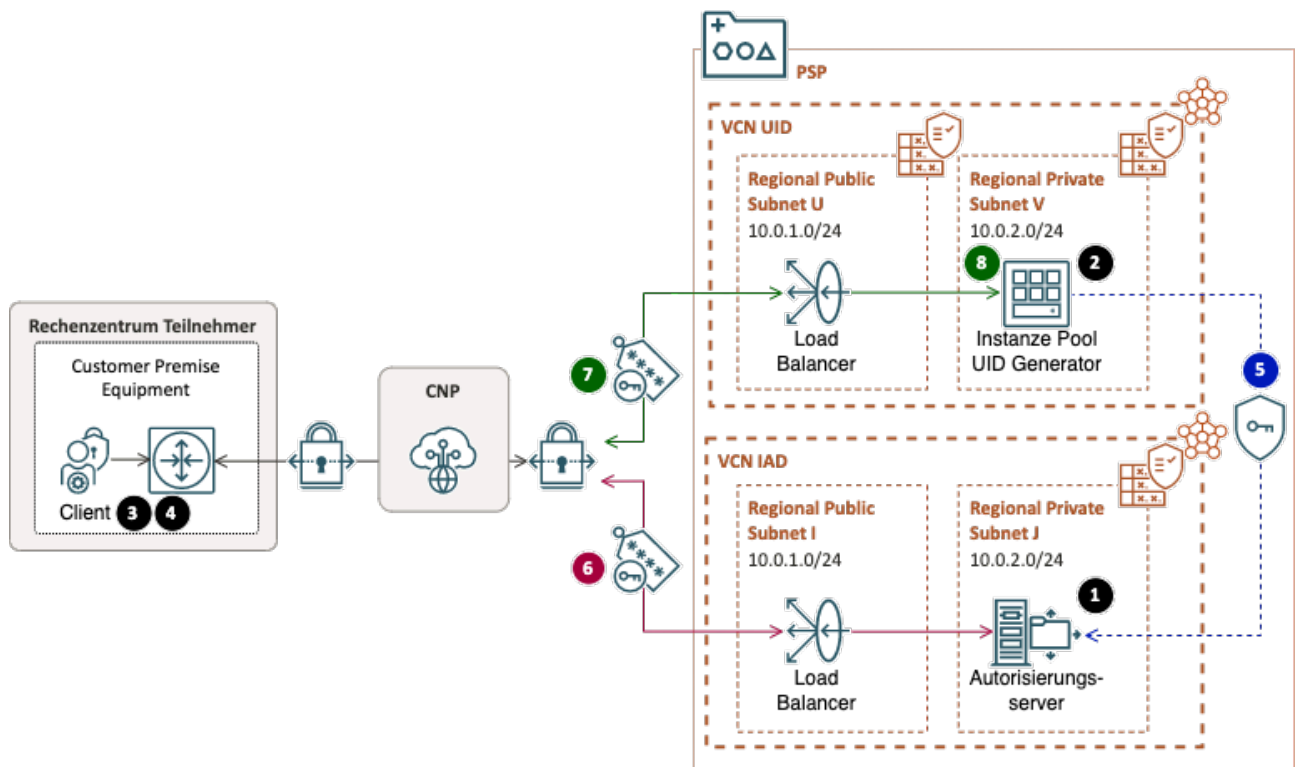 PSP
VCN UID
Regional Public
Subnet U
10.0.1.0/24
Regional Private
Subnet V
10.0.2.0/24
8
2
Load
Balancer
Instanze Pool
UID Generator
Rechenzentrum Teilnehmer
Customer Premise
Equipment
Client
3
4
CNP
7
5
6
VCN IAD
Regional Public
Subnet I
10.0.1.0/24
Regional Private
Subnet J
10.0.2.0/24
1
Load
Balancer
Autorisierungs-
server